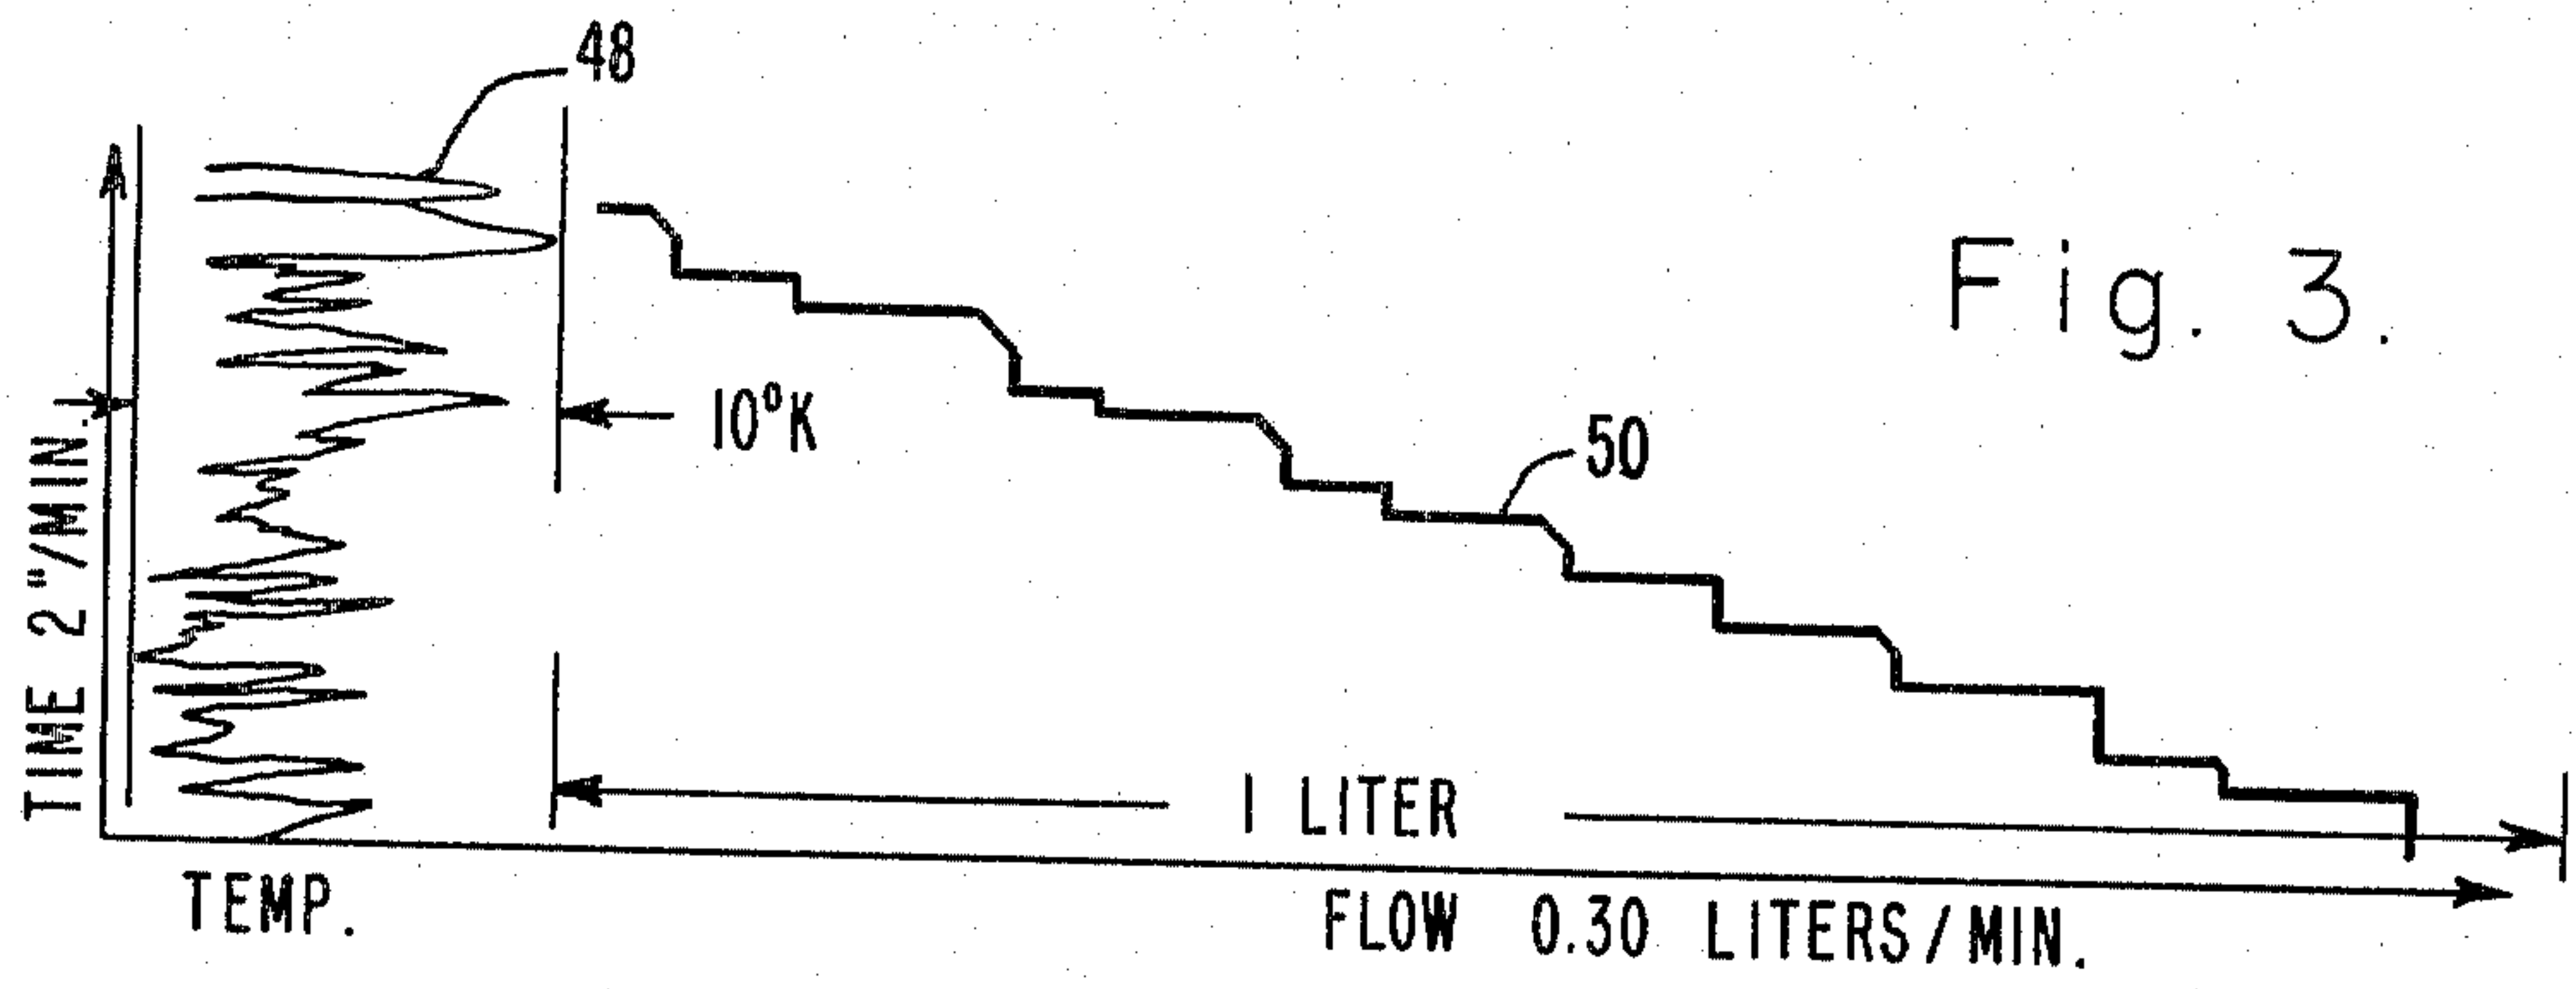 48
Fig. 3.
10°K
50
TIME 2"/MIN.
1 LITER
TEMP.
FLOW 0.30 LITERS/MIN.